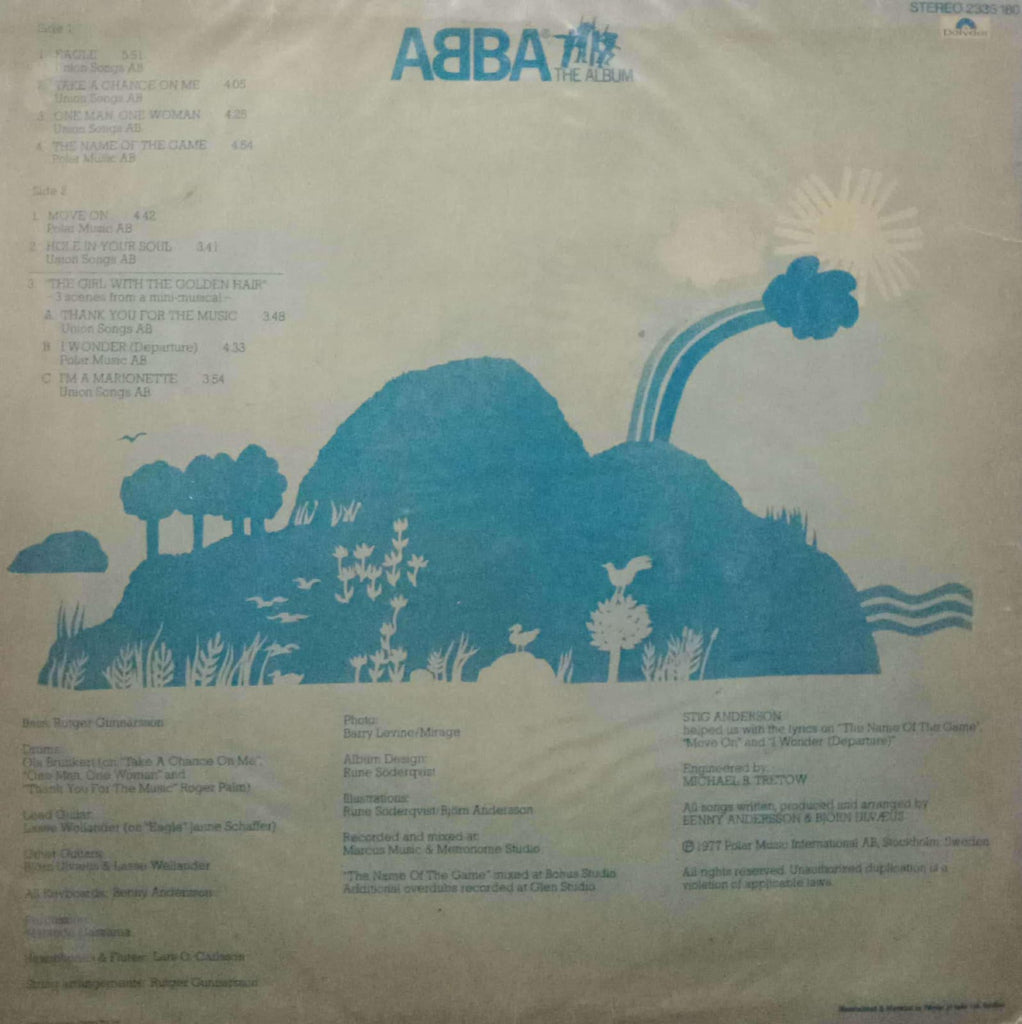 STEREO 2335 180
Polydor
ABBA® THE ALBUM
Side 1
1. EAGLE 5.51
Union Songs AB
2. TAKE A CHANCE ON ME 4.05
Union Songs AB
3. ONE MAN, ONE WOMAN 4.25
Union Songs AB
4. THE NAME OF THE GAME 4.54
Polar Music AB
Side 2
1. MOVE ON 4.42
Polar Music AB
2. HOLE IN YOUR SOUL 3.41
Union Songs AB
3. "THE GIRL WITH THE GOLDEN HAIR"
- 3 scenes from a mini-musical -
A. THANK YOU FOR THE MUSIC 3.48
Union Songs AB
B. I WONDER (Departure) 4.33
Polar Music AB
C. I'M A MARIONETTE 3.54
Union Songs AB
Bass: Rutger Gunnarsson
Drums:
Ola Brunkert (on "Take A Chance On Me",
"One Man, One Woman" and
"Thank You For The Music" Roger Palm)
Lead Guitar:
Lasse Wellander (on "Eagle" Janne Schaffer)
Other Guitars:
Björn Ulvaeus & Lasse Wellander
All Keyboards: Benny Andersson
Percussion:
Malando Gassama
Saxophones & Flutes: Lars O. Carlsson
String arrangements: Rutger Gunnarsson
Photo:
Barry Levine/Mirage
Album Design:
Rune Söderqvist
Illustrations:
Rune Söderqvist/Björn Andersson
Recorded and mixed at:
Marcus Music & Metronome Studio
"The Name Of The Game" mixed at Bohus Studio
Additional overdubs recorded at Glen Studio
STIG ANDERSON
helped us with the lyrics on "The Name Of The Game",
"Move On" and "I Wonder (Departure)"
Engineered by:
MICHAEL B. TRETOW
All songs written, produced and arranged by
BENNY ANDERSSON & BJÖRN ULVÆUS
℗ 1977 Polar Music International AB, Stockholm, Sweden
All rights reserved. Unauthorized duplication is a
violation of applicable laws.